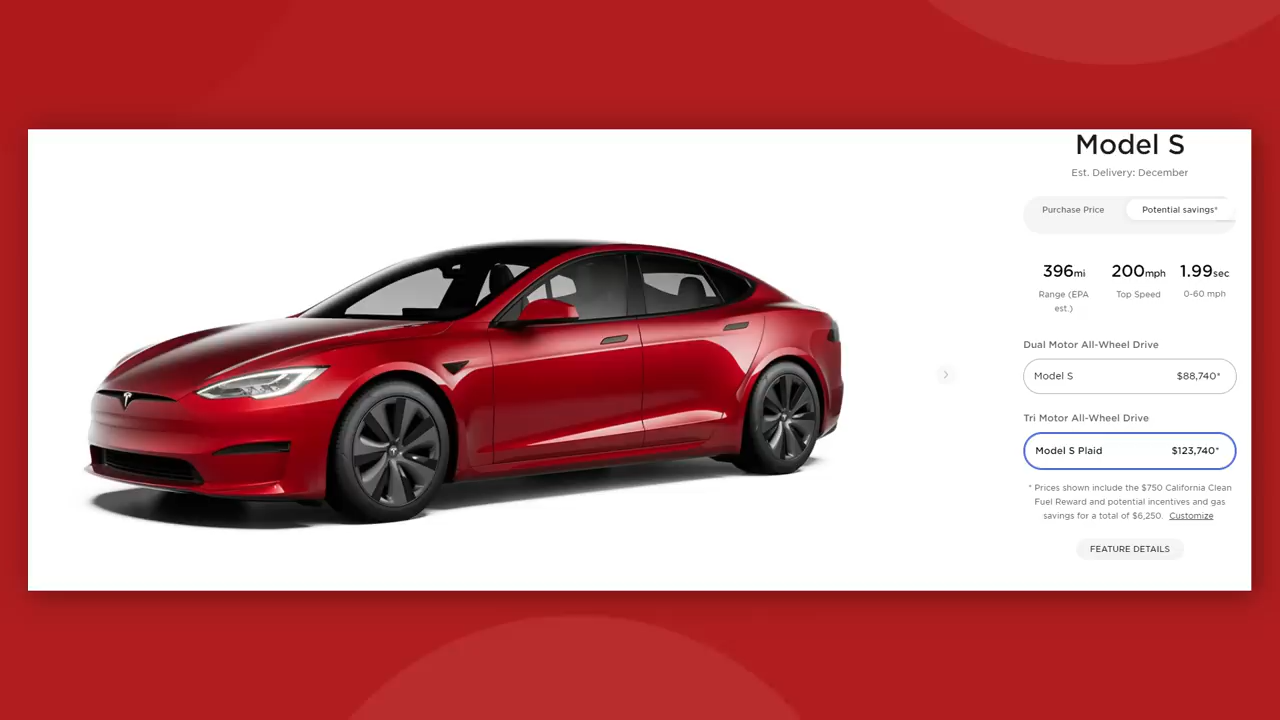 Model S
Est. Delivery: December
Purchase Price Potential savings*
396mi 200mph 1.99sec
Range (EPA est.) Top Speed 0-60 mph
Dual Motor All-Wheel Drive
Model S $88,740*
Tri Motor All-Wheel Drive
Model S Plaid $123,740*
* Prices shown include the $750 California Clean
Fuel Reward and potential incentives and gas
savings for a total of $6,250. Customize
FEATURE DETAILS